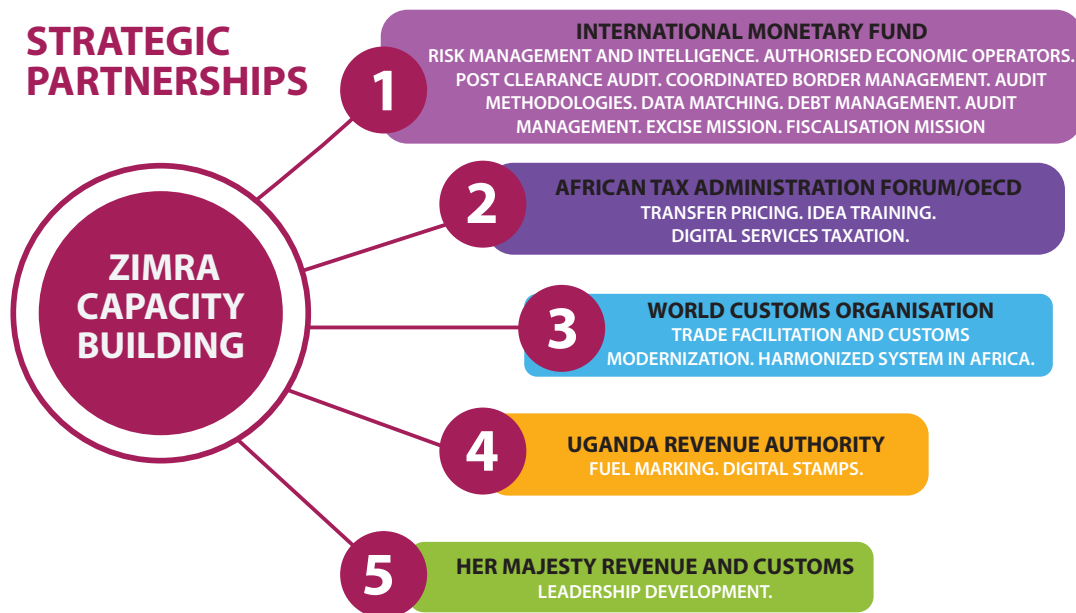 STRATEGIC
PARTNERSHIPS
ZIMRA
CAPACITY
BUILDING
1
INTERNATIONAL MONETARY FUND
RISK MANAGEMENT AND INTELLIGENCE. AUTHORISED ECONOMIC OPERATORS.
POST CLEARANCE AUDIT. COORDINATED BORDER MANAGEMENT. AUDIT
METHODOLOGIES. DATA MATCHING. DEBT MANAGEMENT. AUDIT
MANAGEMENT. EXCISE MISSION. FISCALISATION MISSION
2
AFRICAN TAX ADMINISTRATION FORUM/OECD
TRANSFER PRICING. IDEA TRAINING.
DIGITAL SERVICES TAXATION.
3
WORLD CUSTOMS ORGANISATION
TRADE FACILITATION AND CUSTOMS
MODERNIZATION. HARMONIZED SYSTEM IN AFRICA.
4
UGANDA REVENUE AUTHORITY
FUEL MARKING. DIGITAL STAMPS.
5
HER MAJESTY REVENUE AND CUSTOMS
LEADERSHIP DEVELOPMENT.